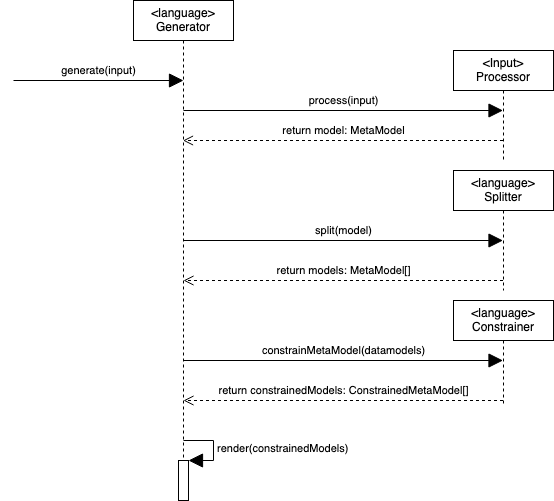 <language>
Generator
generate(input)
<Input>
Processor
process(input)
return model: MetaModel
<language>
Splitter
split(model)
return models: MetaModel[]
<language>
Constrainer
constrainMetaModel(datamodels)
return constrainedModels: ConstrainedMetaModel[]
render(constrainedModels)